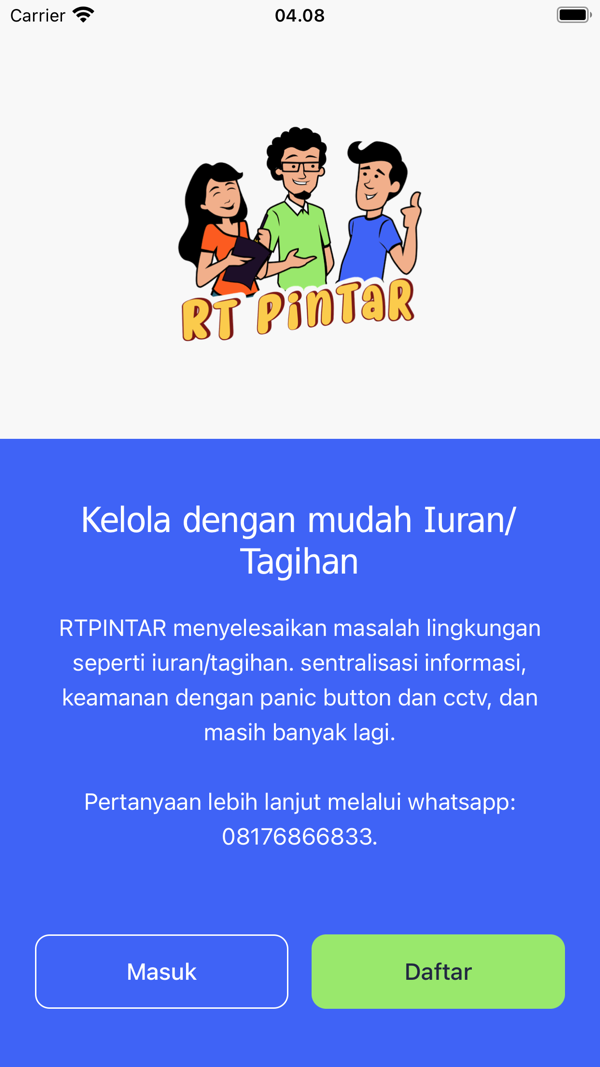 Carrier 04.08
RT PiNTaR
Kelola dengan mudah Iuran/
Tagihan
RTPINTAR menyelesaikan masalah lingkungan
seperti iuran/tagihan. sentralisasi informasi,
keamanan dengan panic button dan cctv, dan
masih banyak lagi.
Pertanyaan lebih lanjut melalui whatsapp:
08176866833.
Masuk Daftar